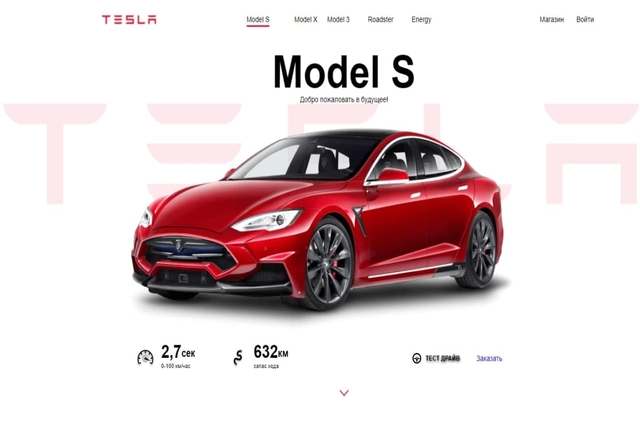 TESLA
Model S Model X Model 3 Roadster Energy
Магазин Войти
Model S
Добро пожаловать в будущее!
TESLA
2,7сек
0-100 км/час
632км
запас хода
ТЕСТ ДРАЙВ
Заказать